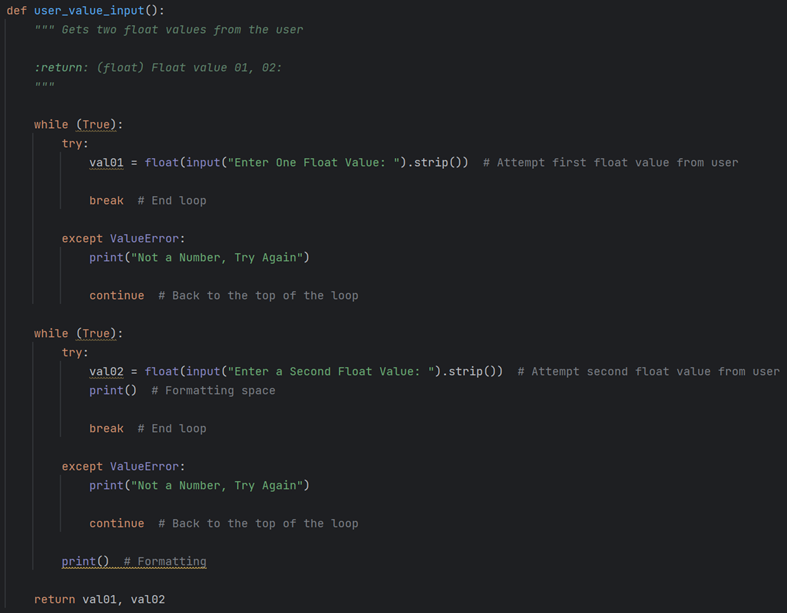 def user_value_input():
""" Gets two float values from the user
:return: (float) Float value 01, 02:
"""
while (True):
try:
val01 = float(input("Enter One Float Value: ").strip())  # Attempt first float value from user
break  # End loop
except ValueError:
print("Not a Number, Try Again")
continue  # Back to the top of the loop
while (True):
try:
val02 = float(input("Enter a Second Float Value: ").strip())  # Attempt second float value from user
print()  # Formatting space
break  # End loop
except ValueError:
print("Not a Number, Try Again")
continue  # Back to the top of the loop
print()  # Formatting
return val01, val02